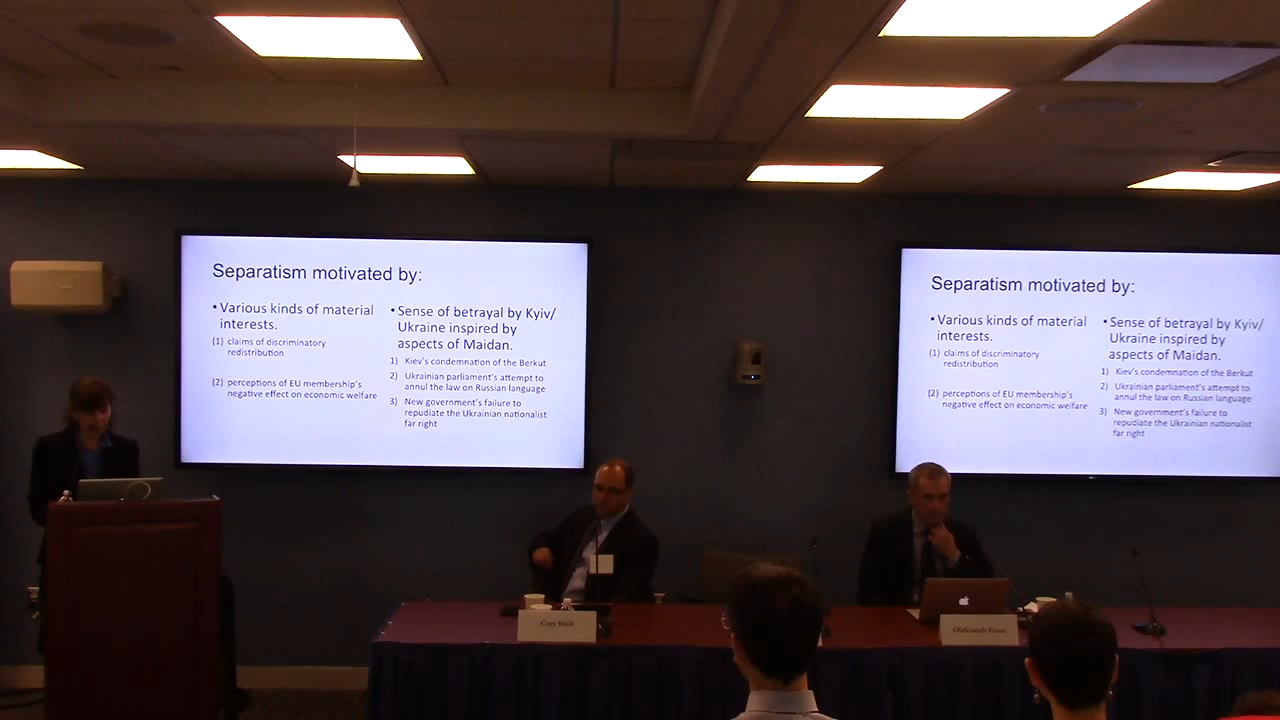 Separatism motivated by:
• Various kinds of material
interests.
(1) claims of discriminatory
redistribution
(2) perceptions of EU membership's
negative effect on economic welfare
• Sense of betrayal by Kyiv/
Ukraine inspired by
aspects of Maidan.
1) Kiev's condemnation of the Berkut
2) Ukrainian parliament's attempt to
annul the law on Russian language
3) New government's failure to
repudiate the Ukrainian nationalist
far right
Separatism motivated by:
• Various kinds of material
interests.
(1) claims of discriminatory
redistribution
(2) perceptions of EU membership's
negative effect on economic welfare
• Sense of betrayal by Kyiv/
Ukraine inspired by
aspects of Maidan.
1) Kiev's condemnation of the Berkut
2) Ukrainian parliament's attempt to
annul the law on Russian language
3) New government's failure to
repudiate the Ukrainian nationalist
far right
Cory Welt
Oleksandr